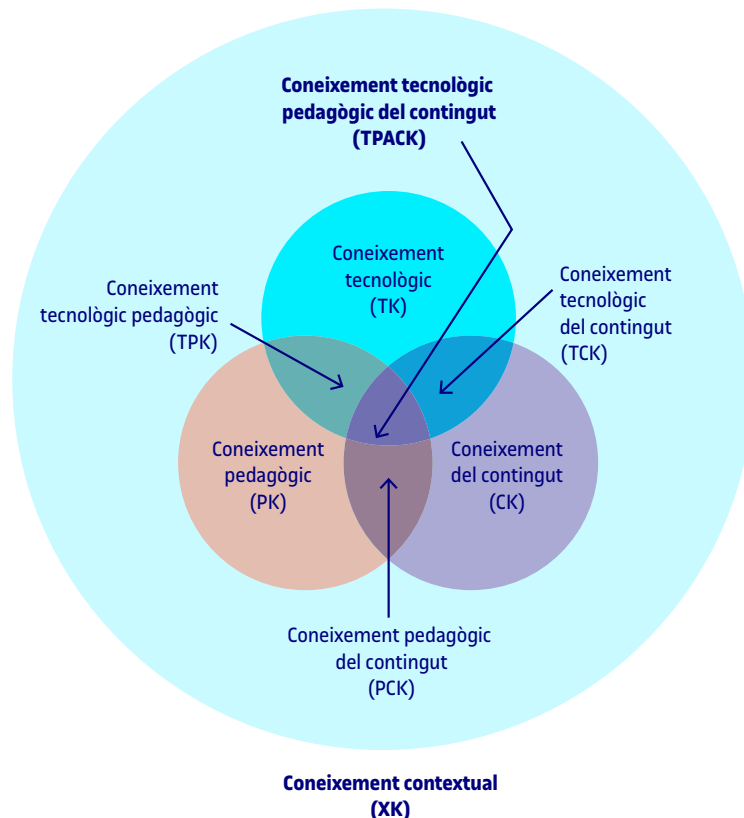 Coneixement tecnològic
pedagògic del contingut
(TPACK)
Coneixement
tecnològic
(TK)
Coneixement
tecnològic pedagògic
(TPK)
Coneixement
tecnològic
del contingut
(TCK)
Coneixement
pedagògic
(PK)
Coneixement
del contingut
(CK)
Coneixement pedagògic
del contingut
(PCK)
Coneixement contextual
(XK)